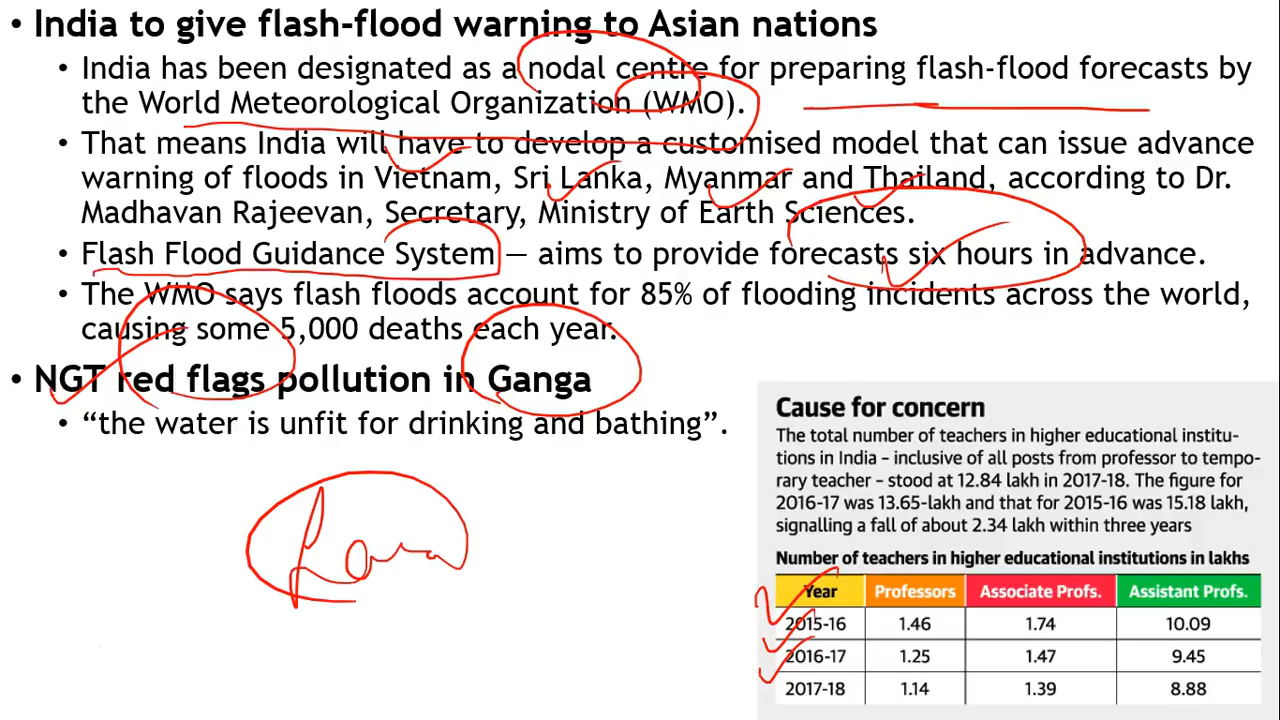 • India to give flash-flood warning to Asian nations
• India has been designated as a nodal centre for preparing flash-flood forecasts by
the World Meteorological Organization (WMO).
• That means India will have to develop a customised model that can issue advance
warning of floods in Vietnam, Sri Lanka, Myanmar and Thailand, according to Dr.
Madhavan Rajeevan, Secretary, Ministry of Earth Sciences.
• Flash Flood Guidance System — aims to provide forecasts six hours in advance.
• The WMO says flash floods account for 85% of flooding incidents across the world,
causing some 5,000 deaths each year.
• NGT red flags pollution in Ganga
• “the water is unfit for drinking and bathing”.
Cause for concern
The total number of teachers in higher educational institu-
tions in India – inclusive of all posts from professor to tempo-
rary teacher – stood at 12.84 lakh in 2017-18. The figure for
2016-17 was 13.65-lakh and that for 2015-16 was 15.18 lakh,
signalling a fall of about 2.34 lakh within three years
Number of teachers in higher educational institutions in lakhs
Year Professors Associate Profs. Assistant Profs.
2015-16 1.46 1.74 10.09
2016-17 1.25 1.47 9.45
2017-18 1.14 1.39 8.88